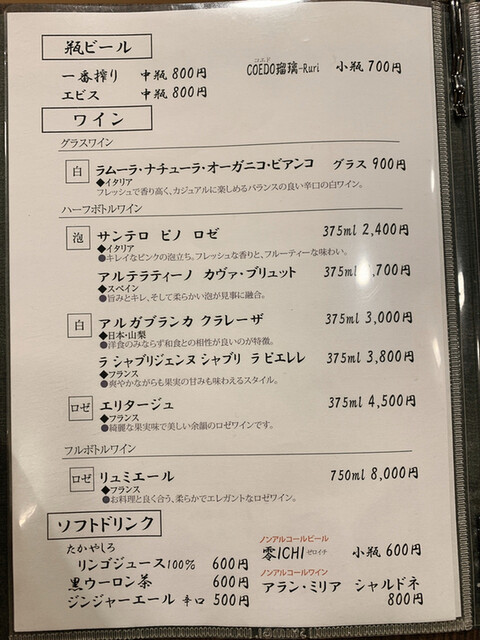 瓶ビール
一番搾り 中瓶 800円
コエド
COEDO瑠璃-Ruri 小瓶 700円
エビス 中瓶 800円
ワイン
グラスワイン
白 ラムーラ・ナチューラ・オーガニコ・ビアンコ グラス 900円
◆イタリア
フレッシュで香り高く、カジュアルに楽しめるバランスの良い辛口の白ワイン。
ハーフボトルワイン
泡 サンテロ ピノ ロゼ 375ml 2,400円
◆イタリア
●キレイなピンクの泡立ち。フレッシュな香りと、フルーティーな味わい。
アルテラティーノ カヴァ・ブリュット 375ml ,700円
◆スペイン
●旨みとキレ、そして柔らかい泡が見事に融合。
白 アルガブランカ クラレーザ 375ml 3,000円
◆日本・山梨
●洋食のみならず和食との相性が良いのが特徴。
ラ シャブリジェンヌ シャブリ ラ ピエレレ 375ml 3,800円
◆フランス
●爽やかながらも果実の甘みも味わえるスタイル。
ロゼ エリタージュ 375ml 4,500円
◆フランス
●綺麗な果実味で美しい余韻のロゼワインです。
フルボトルワイン
ロゼ リュミエール 750ml 8,000円
◆フランス
●お料理と良く合う、柔らかでエレガントなロゼワイン。
ソフトドリンク
たかやしろ
リンゴジュース100% 600円
黒ウーロン茶 600円
ジンジャーエール 辛口 500円
ノンアルコールビール
零ICHI ゼロイチ 小瓶 600円
ノンアルコールワイン
アラン・ミリア シャルドネ
800円